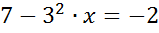 7 − 3² · x = −2